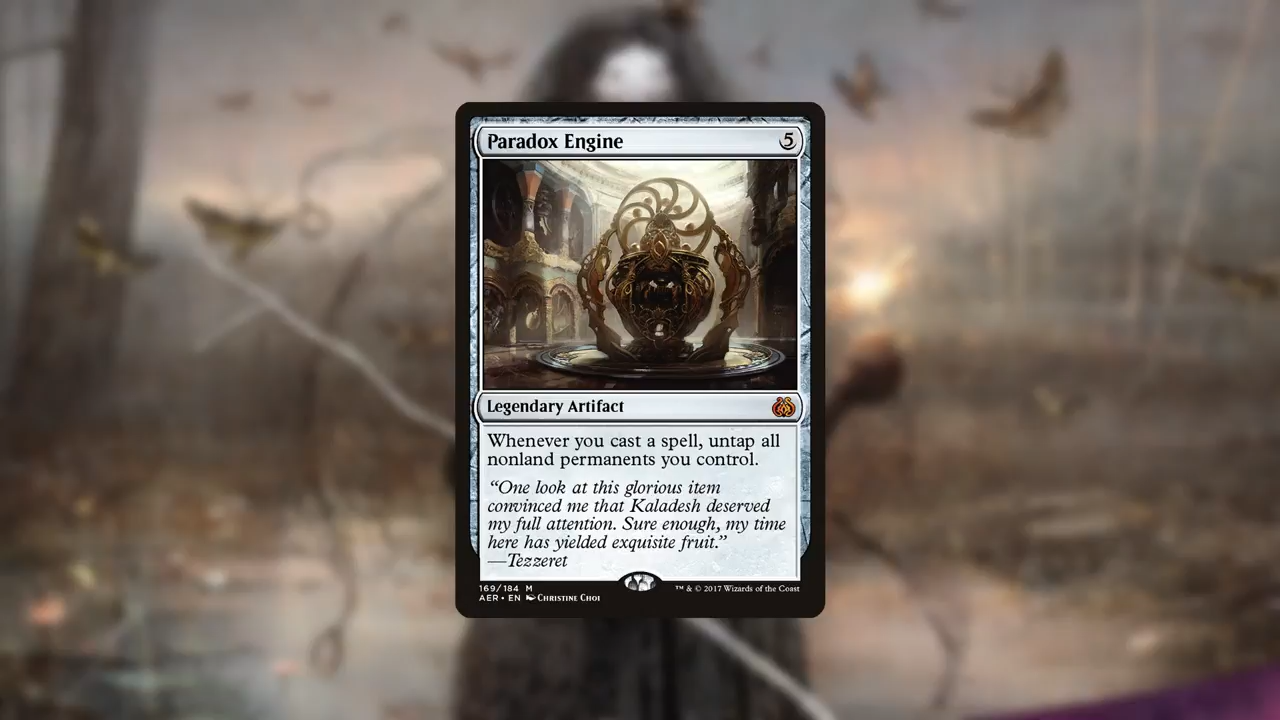 Paradox Engine 5
Legendary Artifact
Whenever you cast a spell, untap all
nonland permanents you control.
“One look at this glorious item
convinced me that Kaladesh deserved
my full attention. Sure enough, my time
here has yielded exquisite fruit.”
—Tezzeret
169/184 M
AER • EN Christine Choi
™ & © 2017 Wizards of the Coast